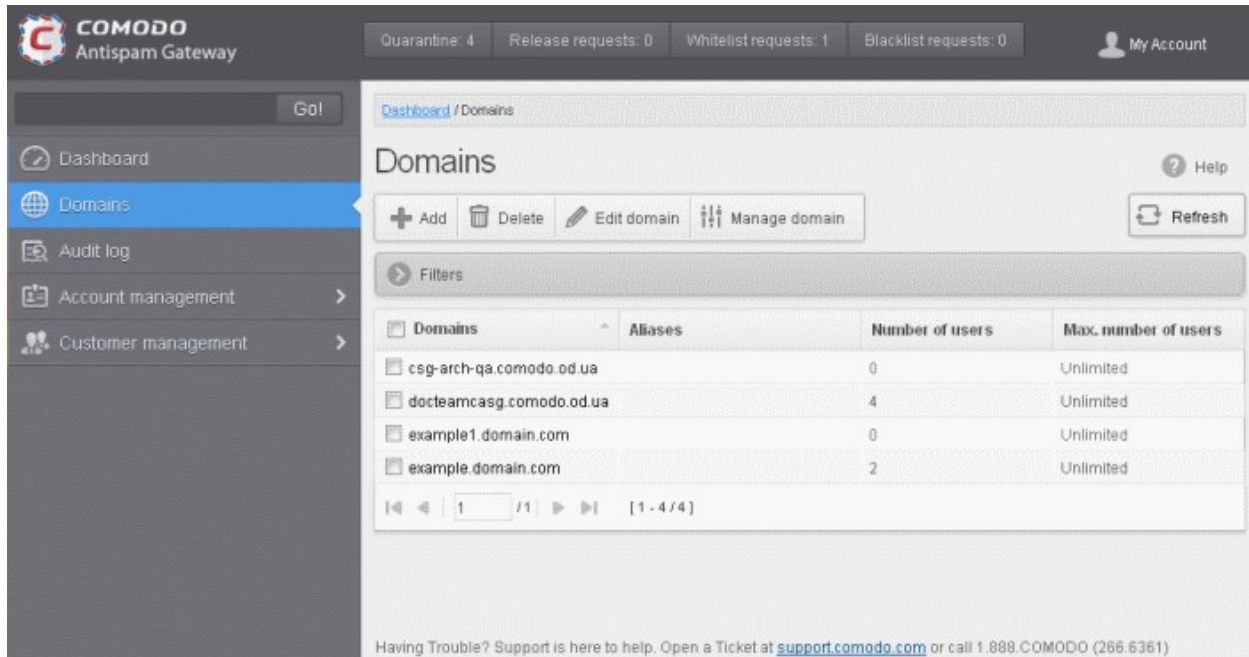 COMODO
Antispam Gateway
Quarantine: 4 Release requests: 0 Whitelist requests: 1 Blacklist requests: 0 My Account
Go!
Dashboard
Domains
Audit log
Account management
Customer management
Dashboard / Domains
Domains
Help
Add Delete Edit domain Manage domain Refresh
Filters
Domains Aliases Number of users Max. number of users
csg-arch-qa.comodo.od.ua 0 Unlimited
docteamcasg.comodo.od.ua 4 Unlimited
example1.domain.com 0 Unlimited
example.domain.com 2 Unlimited
1 /1 [1 - 4 / 4]
Having Trouble? Support is here to help. Open a Ticket at support.comodo.com or call 1.888.COMODO (266.6361)